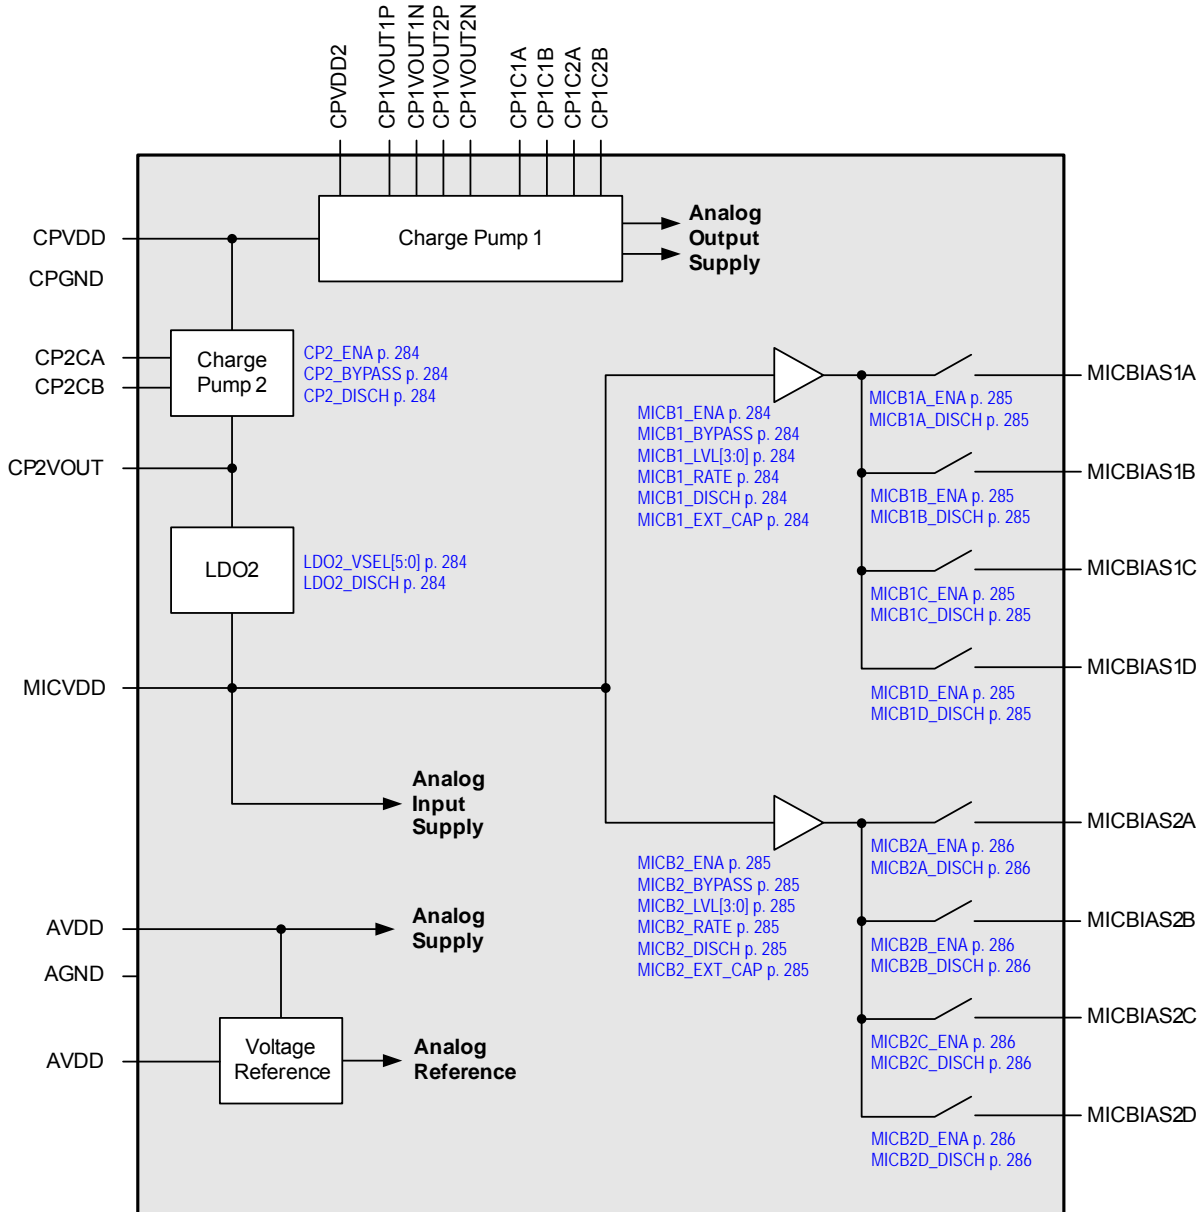 CPVDD2
CP1VOUT1P
CP1VOUT1N
CP1VOUT2P
CP1VOUT2N
CP1C1A
CP1C1B
CP1C2A
CP1C2B
CPVDD
CPGND
Charge Pump 1
Analog
Output
Supply
CP2CA
CP2CB
Charge
Pump 2
CP2_ENA p. 284
CP2_BYPASS p. 284
CP2_DISCH p. 284
CP2VOUT
LDO2
LDO2_VSEL[5:0] p. 284
LDO2_DISCH p. 284
MICVDD
Analog
Input
Supply
AVDD
Analog
Supply
AGND
AVDD
Voltage
Reference
Analog
Reference
MICB1_ENA p. 284
MICB1_BYPASS p. 284
MICB1_LVL[3:0] p. 284
MICB1_RATE p. 284
MICB1_DISCH p. 284
MICB1_EXT_CAP p. 284
MICBIAS1A
MICB1A_ENA p. 285
MICB1A_DISCH p. 285
MICBIAS1B
MICB1B_ENA p. 285
MICB1B_DISCH p. 285
MICBIAS1C
MICB1C_ENA p. 285
MICB1C_DISCH p. 285
MICBIAS1D
MICB1D_ENA p. 285
MICB1D_DISCH p. 285
MICB2_ENA p. 285
MICB2_BYPASS p. 285
MICB2_LVL[3:0] p. 285
MICB2_RATE p. 285
MICB2_DISCH p. 285
MICB2_EXT_CAP p. 285
MICBIAS2A
MICB2A_ENA p. 286
MICB2A_DISCH p. 286
MICBIAS2B
MICB2B_ENA p. 286
MICB2B_DISCH p. 286
MICBIAS2C
MICB2C_ENA p. 286
MICB2C_DISCH p. 286
MICBIAS2D
MICB2D_ENA p. 286
MICB2D_DISCH p. 286